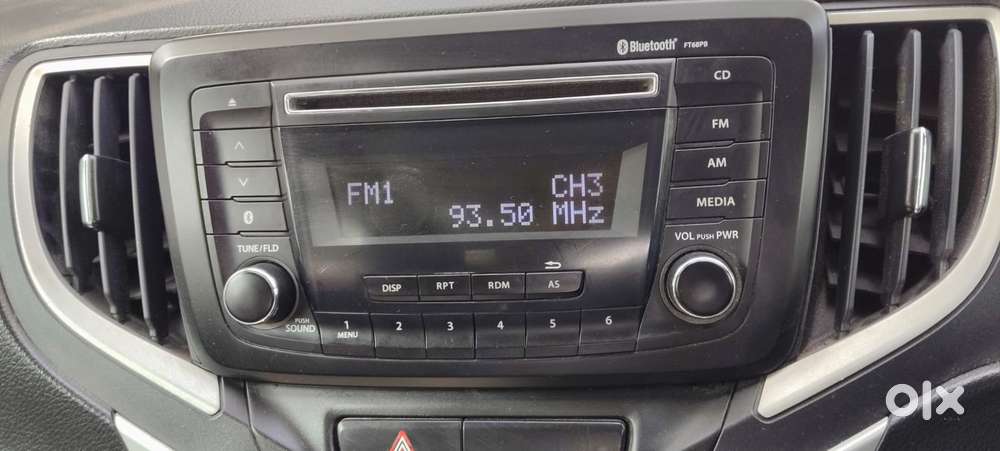 Bluetooth® FT68PB
CD
FM
AM
MEDIA
FM1 CH3
93.50 MHz
TUNE/FLD
VOL PUSH PWR
PUSH
SOUND
DISP RPT RDM AS
1 2 3 4 5 6
MENU
olx